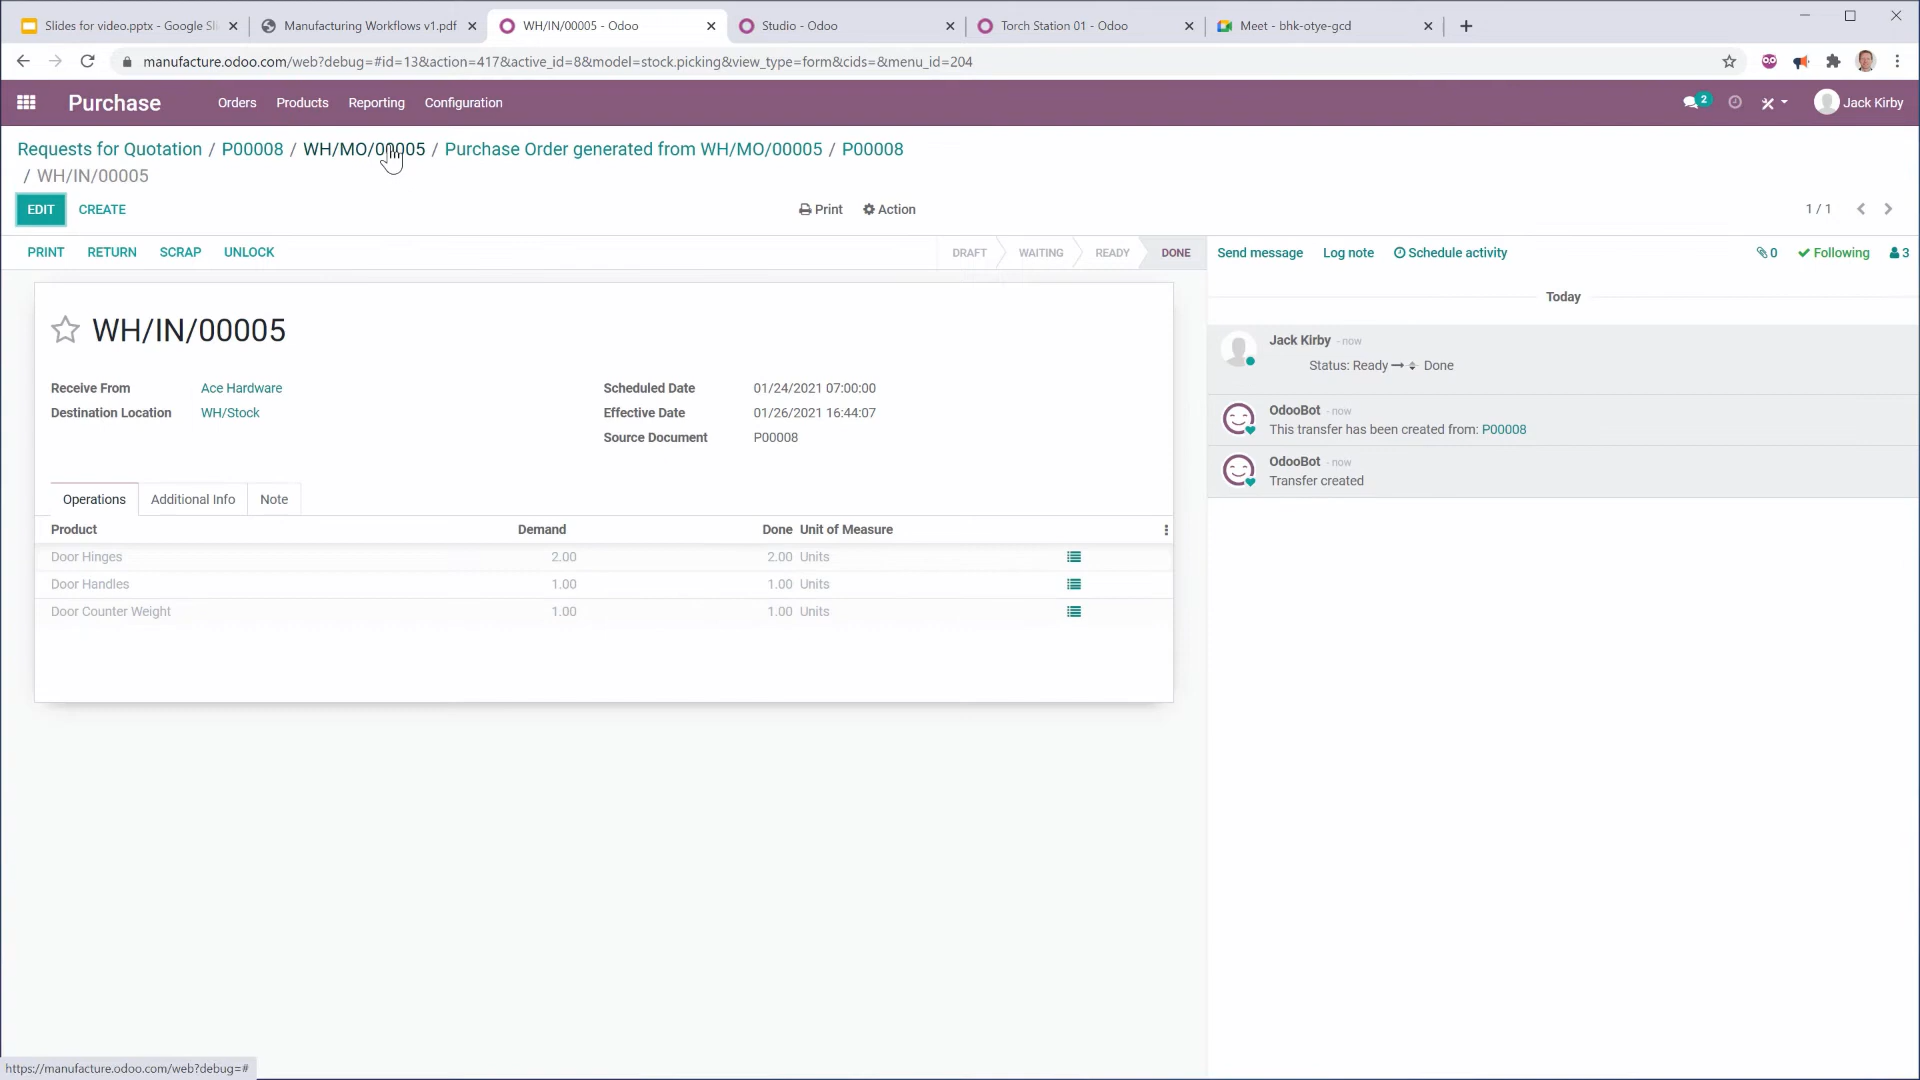 Slides for video.pptx - Google Sli
Manufacturing Workflows v1.pdf
WH/IN/00005 - Odoo
Studio - Odoo
Torch Station 01 - Odoo
Meet - bhk-otye-gcd
manufacture.odoo.com/web?debug=#id=13&action=417&active_id=8&model=stock.picking&view_type=form&cids=&menu_id=204
Purchase Orders Products Reporting Configuration 2 Jack Kirby
Requests for Quotation / P00008 / WH/MO/00005 / Purchase Order generated from WH/MO/00005 / P00008
/ WH/IN/00005
EDIT CREATE Print Action 1 / 1
PRINT RETURN SCRAP UNLOCK DRAFT WAITING READY DONE
Send message Log note Schedule activity 0 Following 3
WH/IN/00005
Receive From Ace Hardware
Destination Location WH/Stock
Scheduled Date 01/24/2021 07:00:00
Effective Date 01/26/2021 16:44:07
Source Document P00008
Operations Additional Info Note
Product Demand Done Unit of Measure
Door Hinges 2.00 2.00 Units
Door Handles 1.00 1.00 Units
Door Counter Weight 1.00 1.00 Units
Today
Jack Kirby - now
Status: Ready Done
OdooBot - now
This transfer has been created from: P00008
OdooBot - now
Transfer created
https://manufacture.odoo.com/web?debug=#